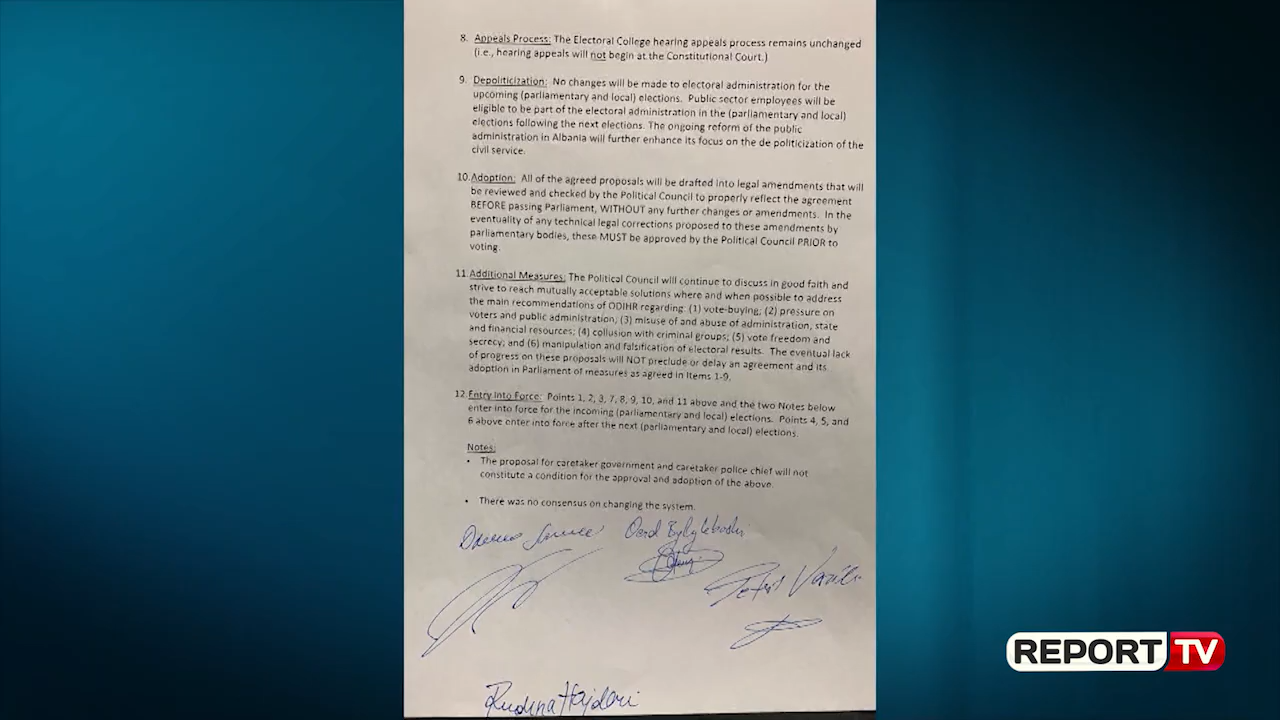 8. Appeals Process: The Electoral College hearing appeals process remains unchanged
(i.e., hearing appeals will not begin at the Constitutional Court.)
9. Depoliticization: No changes will be made to electoral administration for the
upcoming (parliamentary and local) elections. Public sector employees will be
eligible to be part of the electoral administration in the (parliamentary and local)
elections following the next elections. The ongoing reform of the public
administration in Albania will further enhance its focus on the de politicization of the
civil service.
10. Adoption: All of the agreed proposals will be drafted into legal amendments that will
be reviewed and checked by the Political Council to properly reflect the agreement
BEFORE passing Parliament, WITHOUT any further changes or amendments. In the
eventuality of any technical legal corrections proposed to these amendments by
parliamentary bodies, these MUST be approved by the Political Council PRIOR to
voting.
11. Additional Measures: The Political Council will continue to discuss in good faith and
strive to reach mutually acceptable solutions where and when possible to address
the main recommendations of ODIHR regarding: (1) vote-buying; (2) pressure on
voters and public administration; (3) misuse of and abuse of administration, state
and financial resources; (4) collusion with criminal groups; (5) vote freedom and
secrecy; and (6) manipulation and falsification of electoral results. The eventual lack
of progress on these proposals will NOT preclude or delay an agreement and its
adoption in Parliament of measures as agreed in Items 1-9.
12. Entry Into Force: Points 1, 2, 3, 7, 8, 9, 10, and 11 above and the two Notes below
enter into force for the incoming (parliamentary and local) elections. Points 4, 5, and
6 above enter into force after the next (parliamentary and local) elections.
Notes:
• The proposal for caretaker government and caretaker police chief will not
constitute a condition for the approval and adoption of the above.
• There was no consensus on changing the system.
Oerd Bylykbashi
Petrit Vasili
Rudina Hajdari
REPORT TV